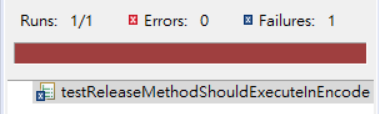 Runs: 1/1 Errors: 0 Failures: 1
testReleaseMethodShouldExecuteInEncode